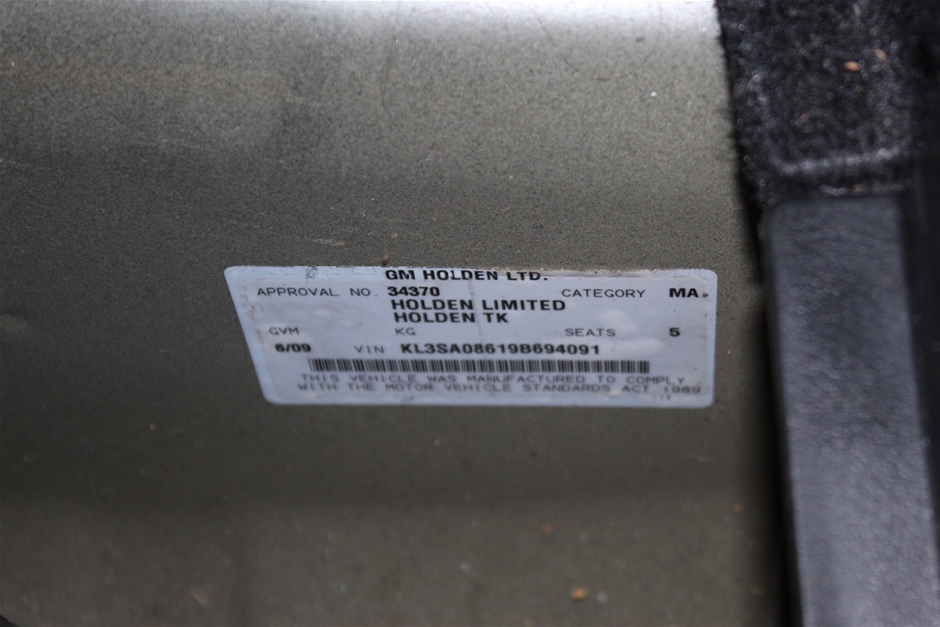 GM HOLDEN LTD.
APPROVAL NO. 34370 CATEGORY MA
HOLDEN LIMITED
HOLDEN TK
GVM KG SEATS 5
6/09 VIN KL3SA08619B694091
THIS VEHICLE WAS MANUFACTURED TO COMPLY
WITH THE MOTOR VEHICLE STANDARDS ACT 1989